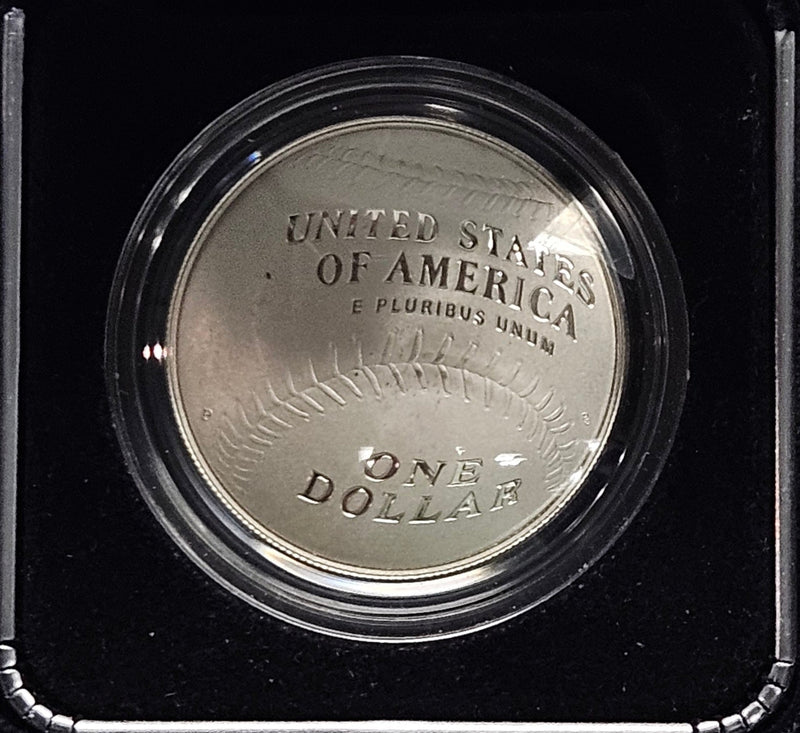 UNITED STATES
OF AMERICA
E PLURIBUS UNUM
P
ONE
DOLLAR